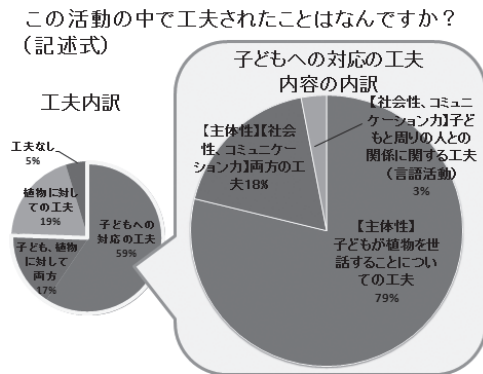 この活動の中で工夫されたことはなんですか？
（記述式）
工夫内訳
工夫なし
5%
植物に対し
ての工夫
19%
子ども、植物
に対して
両方
17%
子どもへの
対応の工夫
59%
子どもへの対応の工夫
内容の内訳
【主体性】【社会
性、コミュニケー
ション力】両方の工
夫18%
【社会性、コミュニ
ケーション力】子ど
もと周りの人との
関係に関する工夫
（言語活動）
3%
【主体性】
子どもが植物を世
話することについ
ての工夫
79%